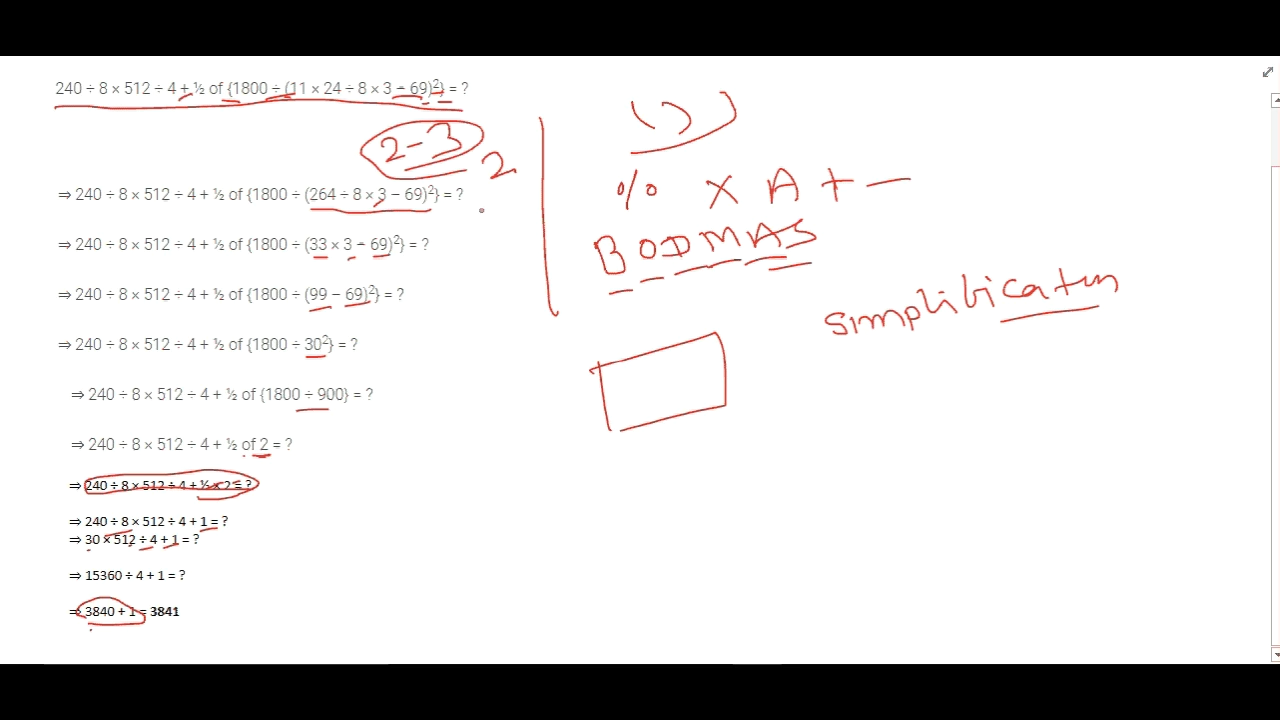 240 ÷ 8 × 512 ÷ 4 + ½ of {1800 ÷ (11 × 24 ÷ 8 × 3 − 69)²} = ?
2-3
2
⇒ 240 ÷ 8 × 512 ÷ 4 + ½ of {1800 ÷ (264 ÷ 8 × 3 − 69)²} = ?
⇒ 240 ÷ 8 × 512 ÷ 4 + ½ of {1800 ÷ (33 × 3 − 69)²} = ?
⇒ 240 ÷ 8 × 512 ÷ 4 + ½ of {1800 ÷ (99 − 69)²} = ?
⇒ 240 ÷ 8 × 512 ÷ 4 + ½ of {1800 ÷ 30²} = ?
⇒ 240 ÷ 8 × 512 ÷ 4 + ½ of {1800 ÷ 900} = ?
⇒ 240 ÷ 8 × 512 ÷ 4 + ½ of 2 = ?
⇒ 240 ÷ 8 × 512 ÷ 4 + ½ × 2 = ?
⇒ 240 ÷ 8 × 512 ÷ 4 + 1 = ?
⇒ 30 × 512 ÷ 4 + 1 = ?
⇒ 15360 ÷ 4 + 1 = ?
⇒ 3840 + 1 = 3841
( )
% × A + −
BODMAS